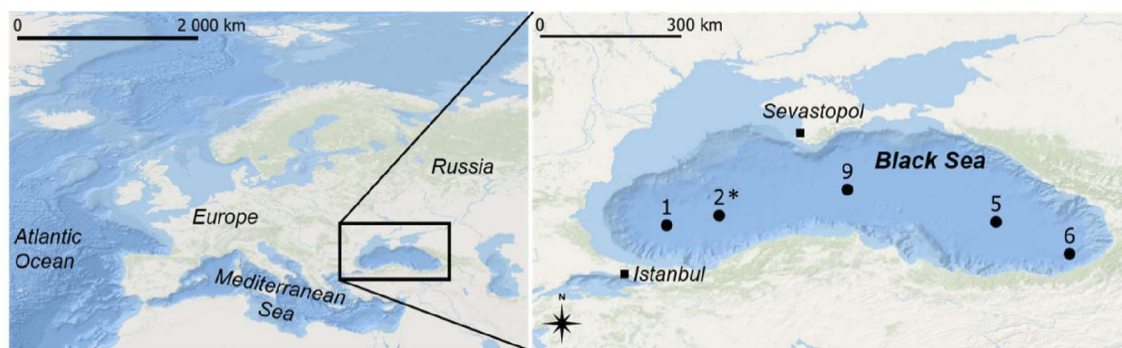 0
2 000 km
Russia
Europe
Atlantic
Ocean
Mediterranean
Sea
0
300 km
Sevastopol
Black Sea
9
2*
1
5
6
Istanbul
N